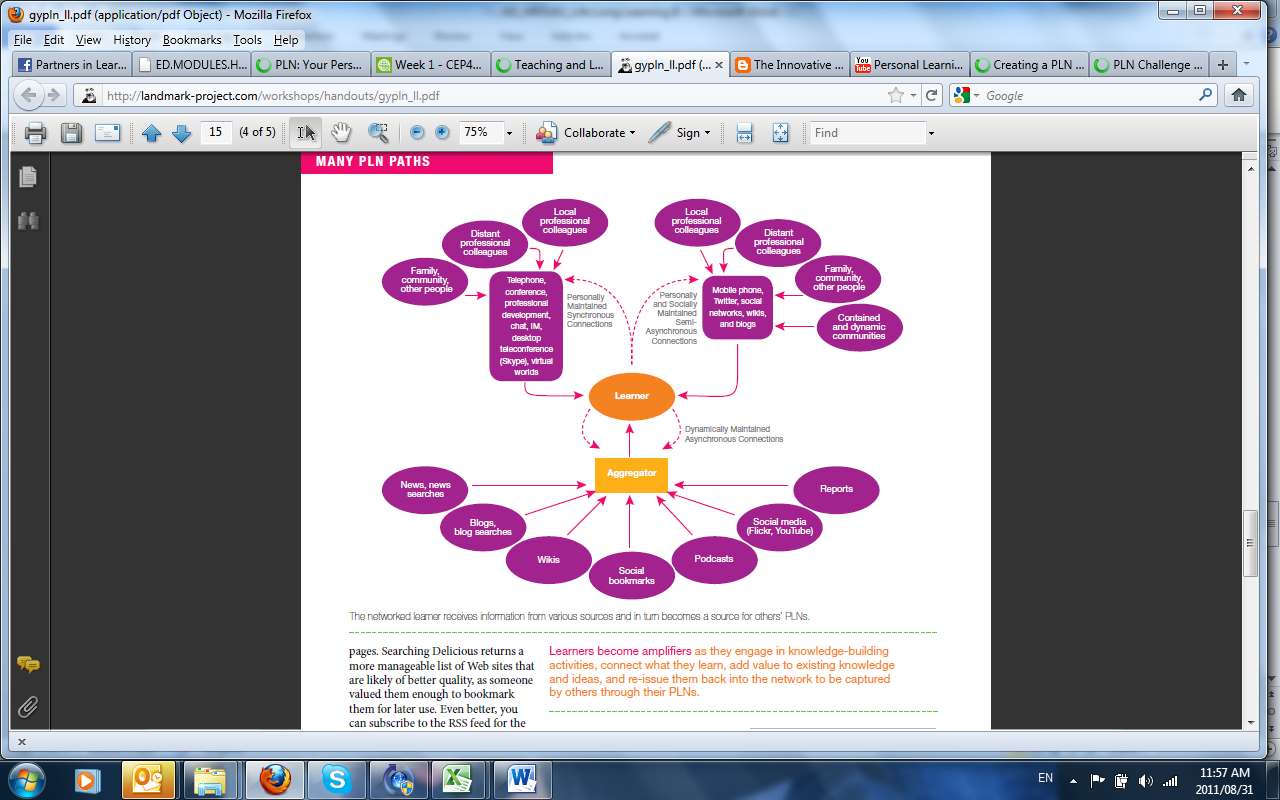 gypln_ll.pdf (application/pdf Object) - Mozilla Firefox
File Edit View History Bookmarks Tools Help
Partners in Lear...
ED.MODULES.H...
PLN: Your Pers...
Week 1 - CEP4...
Teaching and L...
gypln_ll.pdf (...
The Innovative ...
Personal Learni...
Creating a PLN ...
PLN Challenge ...
http://landmark-project.com/workshops/handouts/gypln_ll.pdf
Google
15 (4 of 5) 75% Collaborate Sign Find
MANY PLN PATHS
Local
professional
colleagues
Distant
professional
colleagues
Family,
community,
other people
Telephone,
conference,
professional
development,
chat, IM,
desktop
teleconference
(Skype), virtual
worlds
Personally
Maintained
Synchronous
Connections
Local
professional
colleagues
Distant
professional
colleagues
Family,
community,
other people
Contained
and dynamic
communities
Mobile phone,
Twitter, social
networks, wikis,
and blogs
Personally
and Socially
Maintained
Semi-
Asynchronous
Connections
Learner
Dynamically Maintained
Asynchronous Connections
Aggregator
News, news
searches
Blogs,
blog searches
Wikis
Social
bookmarks
Podcasts
Social media
(Flickr, YouTube)
Reports
The networked learner receives information from various sources and in turn becomes a source for others' PLNs.
pages. Searching Delicious returns
a more manageable list of Web sites that
are likely of better quality, as someone
valued them enough to bookmark
them for later use. Even better, you
can subscribe to the RSS feed for the
Learners become amplifiers as they engage in knowledge-building
activities, connect what they learn, add value to existing knowledge
and ideas, and re-issue them back into the network to be captured
by others through their PLNs.
EN
11:57 AM
2011/08/31